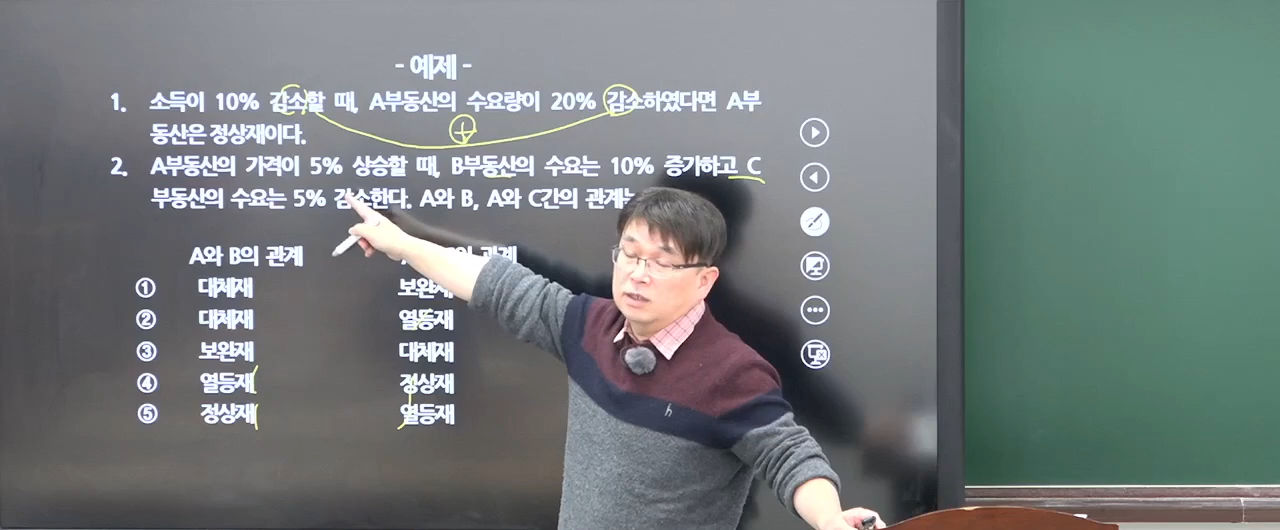 - 예제 -
1. 소득이 10% 감소할 때, A부동산의 수요량이 20% 감소하였다면 A부
동산은 정상재이다.
+
2. A부동산의 가격이 5% 상승할 때, B부동산의 수요는 10% 증가하고 C
부동산의 수요는 5% 감소한다. A와 B, A와 C간의 관계는
A와 B의 관계 관계
① 대체재 보완재
② 대체재 열등재
③ 보완재 대체재
④ 열등재 정상재
⑤ 정상재 열등재
h